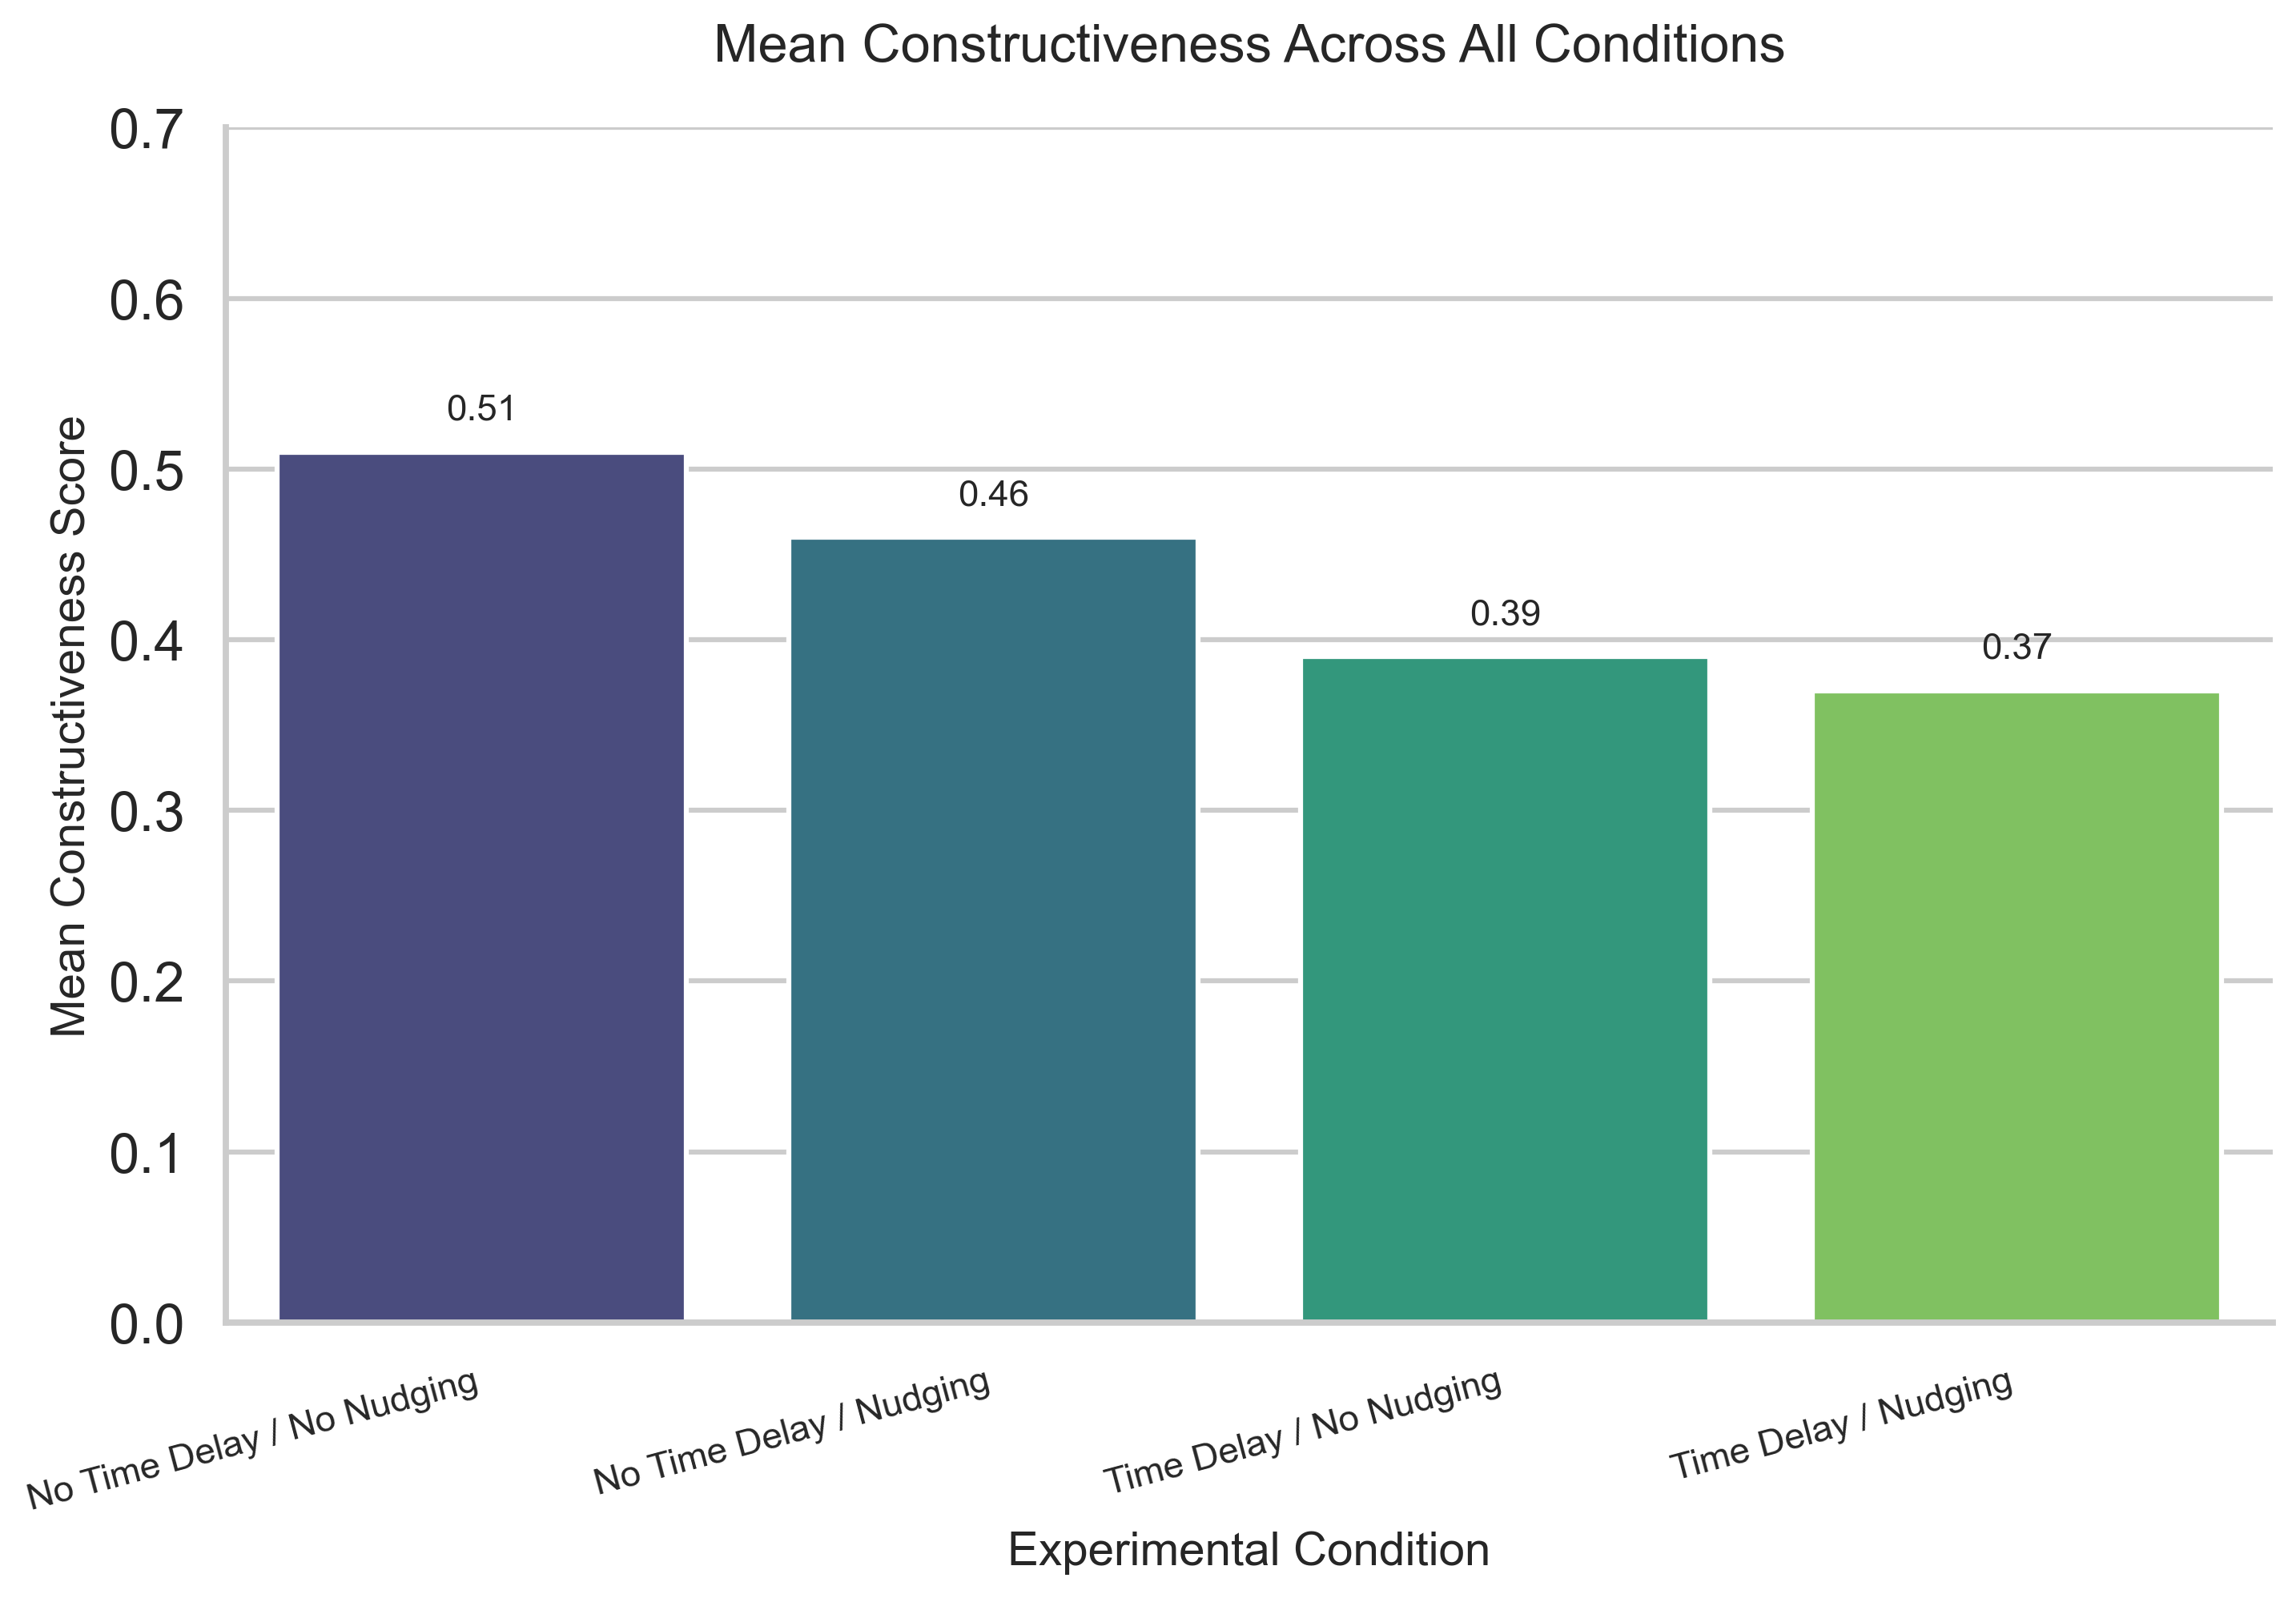 Mean Constructiveness Across All Conditions
Mean Constructiveness Score
0.7
0.6
0.5
0.4
0.3
0.2
0.1
0.0
0.51
0.46
0.39
0.37
No Time Delay / No Nudging
No Time Delay / Nudging
Time Delay / No Nudging
Time Delay / Nudging
Experimental Condition